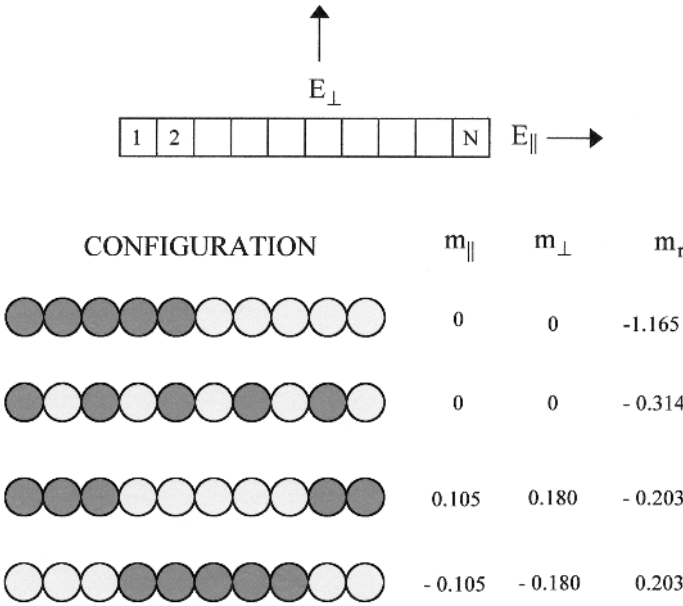 E⊥
1 2 N E∥
CONFIGURATION m∥ m⊥ mr
0 0 -1.165
0 0 - 0.314
0.105 0.180 - 0.203
- 0.105 - 0.180 0.203